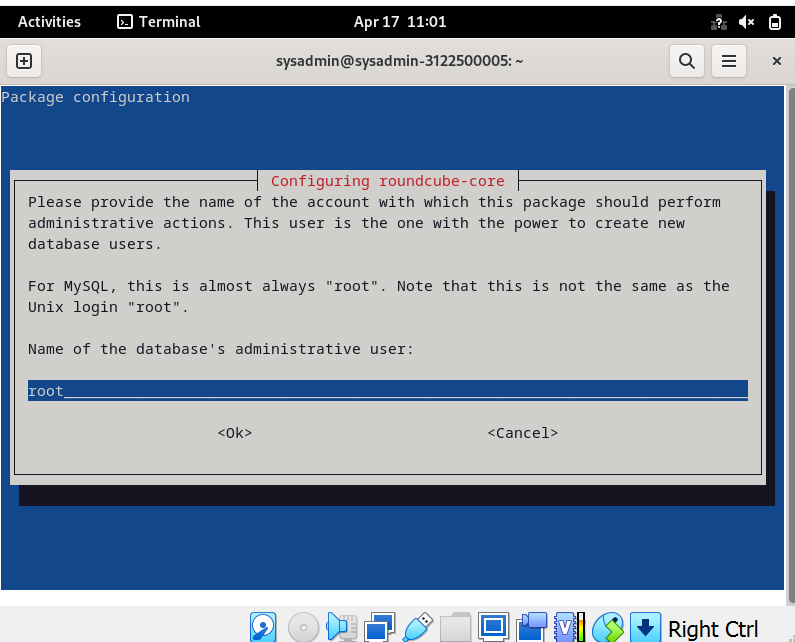 Activities Terminal Apr 17 11:01
sysadmin@sysadmin-3122500005: ~
Package configuration
Configuring roundcube-core
Please provide the name of the account with which this package should perform
administrative actions. This user is the one with the power to create new
database users.
For MySQL, this is almost always "root". Note that this is not the same as the
Unix login "root".
Name of the database's administrative user:
root
<Ok> <Cancel>
Right Ctrl